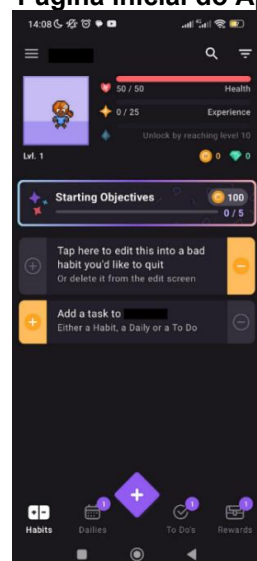 Página Inicial do A
14:08
50 / 50 Health
0 / 25 Experience
Unlock by reaching level 10
Lvl. 1
0 0
Starting Objectives
100
0 / 5
Tap here to edit this into a bad
habit you'd like to quit
Or delete it from the edit screen
Add a task to
Either a Habit, a Daily or a To Do
1 1 1
Habits Dailies To Do's Rewards